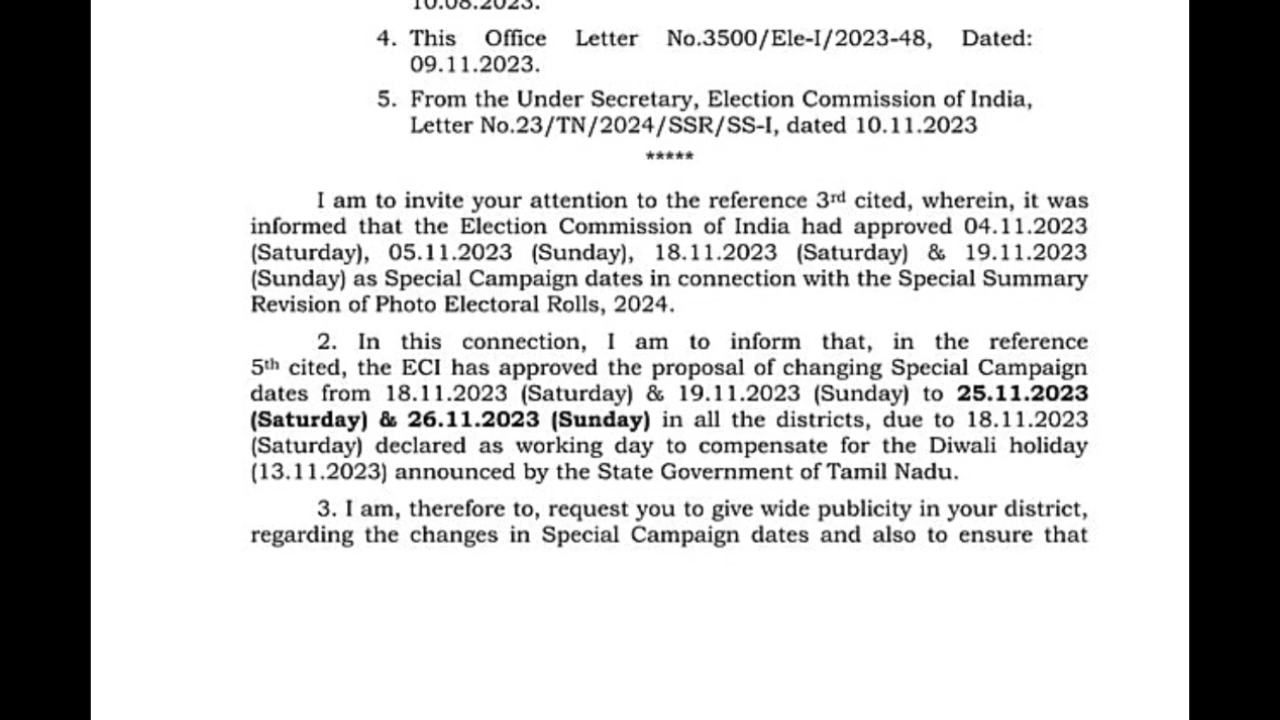 10.08.2023.
4. This Office Letter No.3500/Ele-I/2023-48, Dated:
09.11.2023.
5. From the Under Secretary, Election Commission of India,
Letter No.23/TN/2024/SSR/SS-I, dated 10.11.2023
*****
I am to invite your attention to the reference 3rd cited, wherein, it was
informed that the Election Commission of India had approved 04.11.2023
(Saturday), 05.11.2023 (Sunday), 18.11.2023 (Saturday) & 19.11.2023
(Sunday) as Special Campaign dates in connection with the Special Summary
Revision of Photo Electoral Rolls, 2024.
2. In this connection, I am to inform that, in the reference
5th cited, the ECI has approved the proposal of changing Special Campaign
dates from 18.11.2023 (Saturday) & 19.11.2023 (Sunday) to 25.11.2023
(Saturday) & 26.11.2023 (Sunday) in all the districts, due to 18.11.2023
(Saturday) declared as working day to compensate for the Diwali holiday
(13.11.2023) announced by the State Government of Tamil Nadu.
3. I am, therefore to, request you to give wide publicity in your district,
regarding the changes in Special Campaign dates and also to ensure that